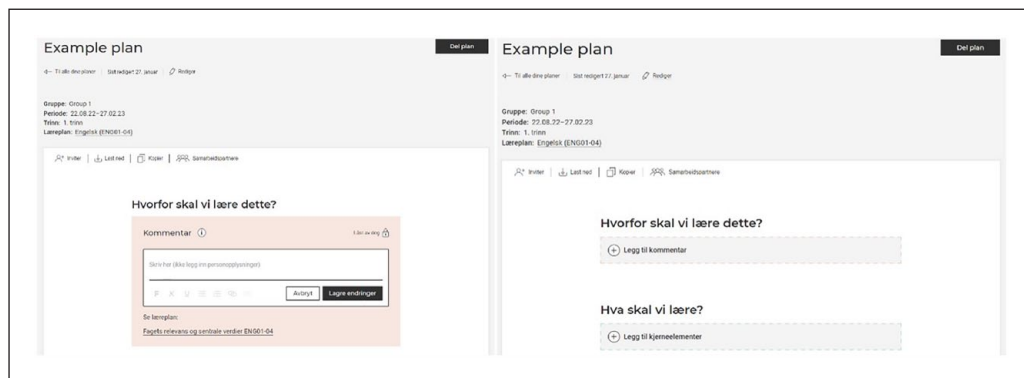 Example plan
Del plan
Til alle dine planer | Sist redigert 27. januar | Rediger
Gruppe: Group 1
Periode: 22.08.22–27.02.23
Trinn: 1. trinn
Læreplan: Engelsk (ENG01-04)
Inviter | Last ned | Kopier | Samarbeidspartnere
Hvorfor skal vi lære dette?
Kommentar
Låst av deg
Skriv her (ikke legg inn personopplysninger)
Avbryt
Lagre endringer
Se læreplan:
Fagets relevans og sentrale verdier ENG01-04
Example plan
Del plan
Til alle dine planer | Sist redigert 27. januar | Rediger
Gruppe: Group 1
Periode: 22.08.22–27.02.23
Trinn: 1. trinn
Læreplan: Engelsk (ENG01-04)
Inviter | Last ned | Kopier | Samarbeidspartnere
Hvorfor skal vi lære dette?
Legg til kommentar
Hva skal vi lære?
Legg til kjerneelementer